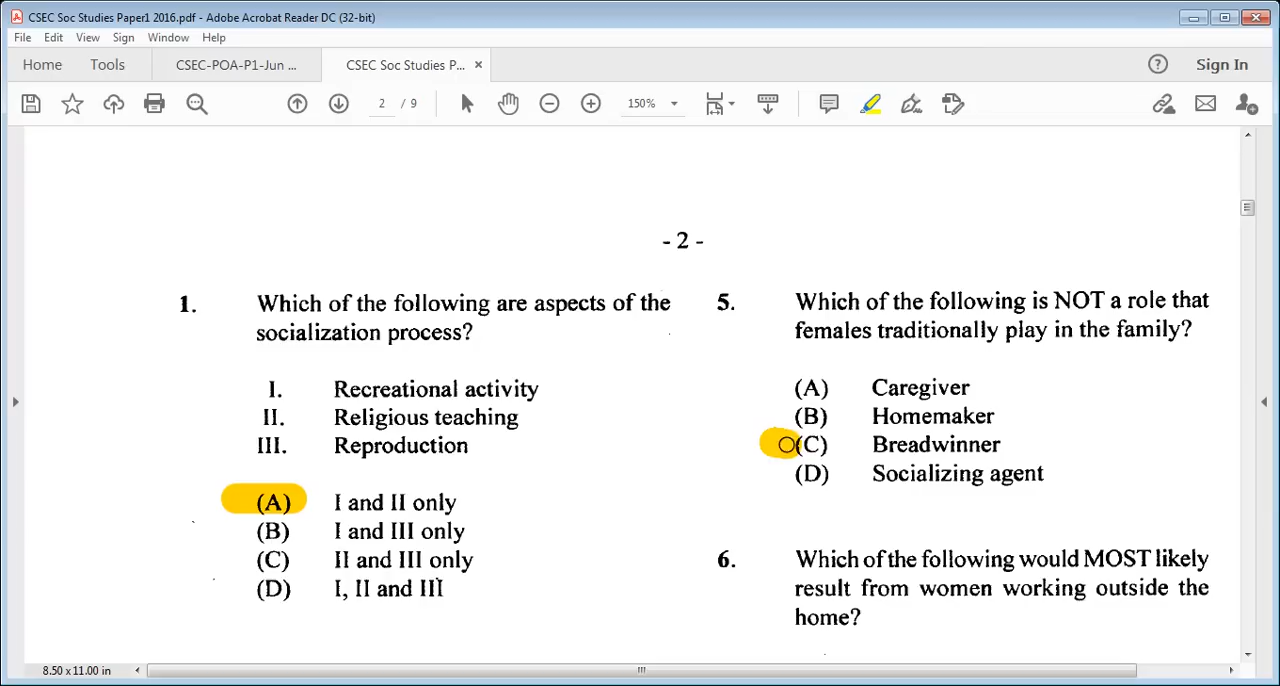 CSEC Soc Studies Paper1 2016.pdf - Adobe Acrobat Reader DC (32-bit)
File Edit View Sign Window Help
Home Tools CSEC-POA-P1-Jun ... CSEC Soc Studies P...
Sign In
2 / 9 150%
- 2 -
1. Which of the following are aspects of the
socialization process?
I. Recreational activity
II. Religious teaching
III. Reproduction
(A) I and II only
(B) I and III only
(C) II and III only
(D) I, II and III
5. Which of the following is NOT a role that
females traditionally play in the family?
(A) Caregiver
(B) Homemaker
(C) Breadwinner
(D) Socializing agent
6. Which of the following would MOST likely
result from women working outside the
home?
8.50 x 11.00 in